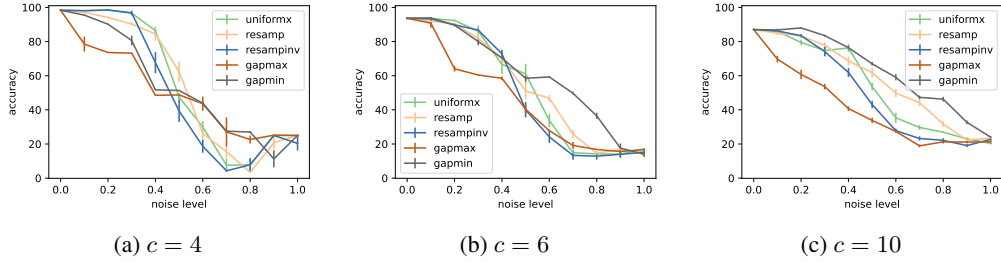 100
80
60
40
20
0
accuracy
0.0 0.2 0.4 0.6 0.8 1.0
noise level
uniformx
resamp
resampinv
gapmax
gapmin
(a) c = 4
100
80
60
40
20
0
accuracy
0.0 0.2 0.4 0.6 0.8 1.0
noise level
uniformx
resamp
resampinv
gapmax
gapmin
(b) c = 6
100
80
60
40
20
0
accuracy
0.0 0.2 0.4 0.6 0.8 1.0
noise level
uniformx
resamp
resampinv
gapmax
gapmin
(c) c = 10